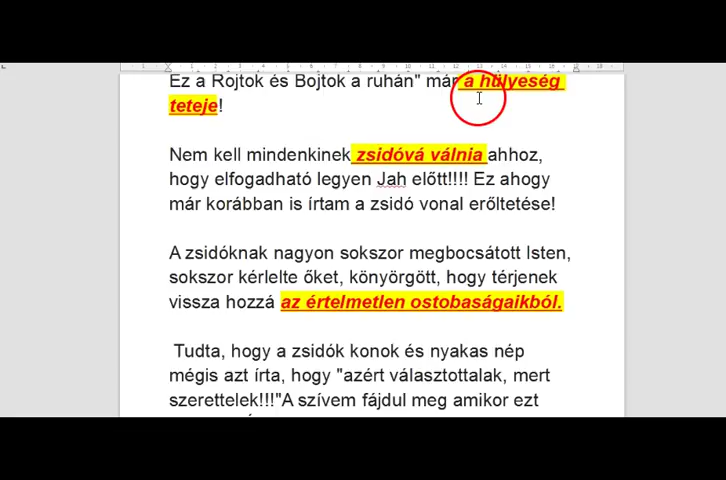 Ez a Rojtok és Bojtok a ruhán" már a hülyeség
teteje!
Nem kell mindenkinek zsidóvá válnia ahhoz,
hogy elfogadható legyen Jah előtt!!!! Ez ahogy
már korábban is írtam a zsidó vonal erőltetése!
A zsidóknak nagyon sokszor megbocsátott Isten,
sokszor kérlelte őket, könyörgött, hogy térjenek
vissza hozzá az értelmetlen ostobaságaikból.
Tudta, hogy a zsidók konok és nyakas nép
mégis azt írta, hogy "azért választottalak, mert
szerettelek!!!"A szívem fájdul meg amikor ezt